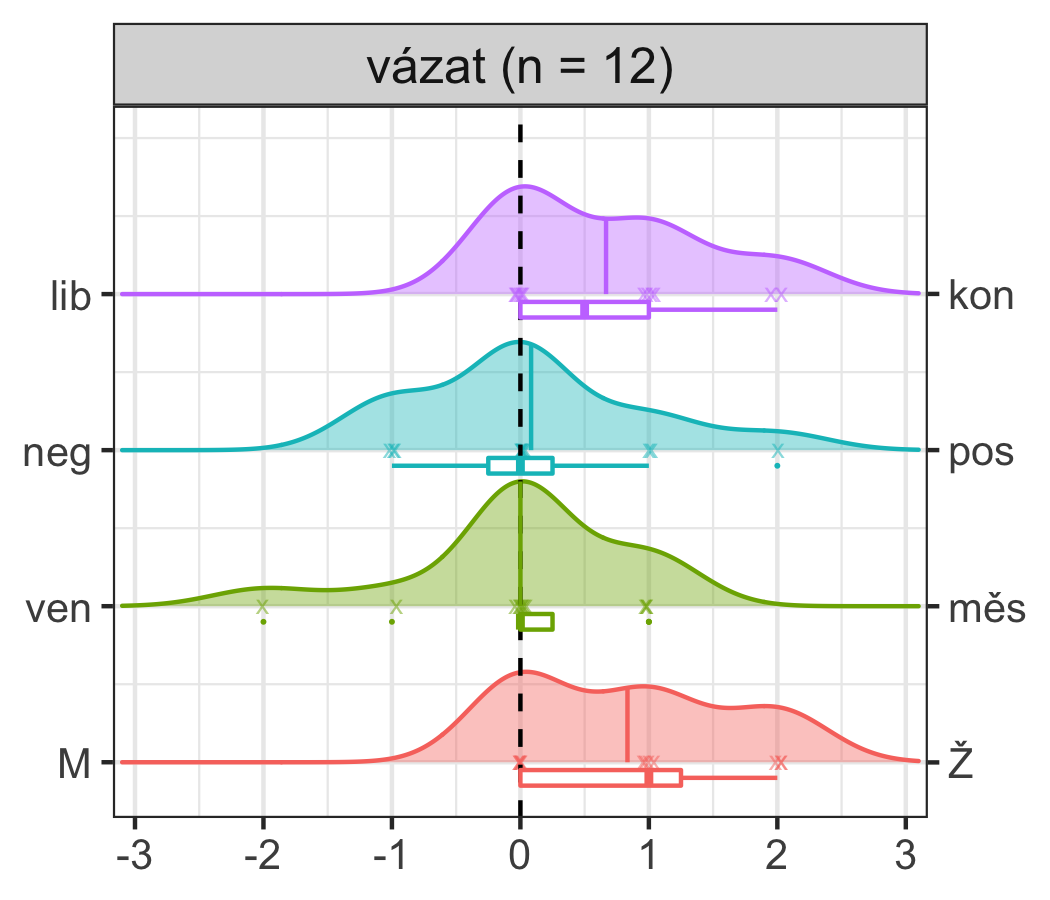 vázat (n = 12)
lib kon
neg pos
ven měs
M Ž
-3 -2 -1 0 1 2 3